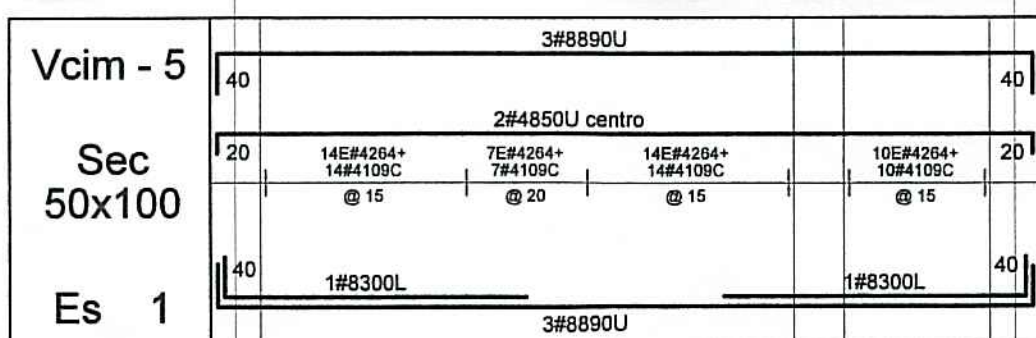 Vcim - 5
Sec
50x100
Es 1
3#8890U
40 40
2#4850U centro
20 20
14E#4264+ 7E#4264+ 14E#4264+ 10E#4264+
14#4109C 7#4109C 14#4109C 10#4109C
@ 15 @ 20 @ 15 @ 15
40 40
1#8300L 1#8300L
3#8890U